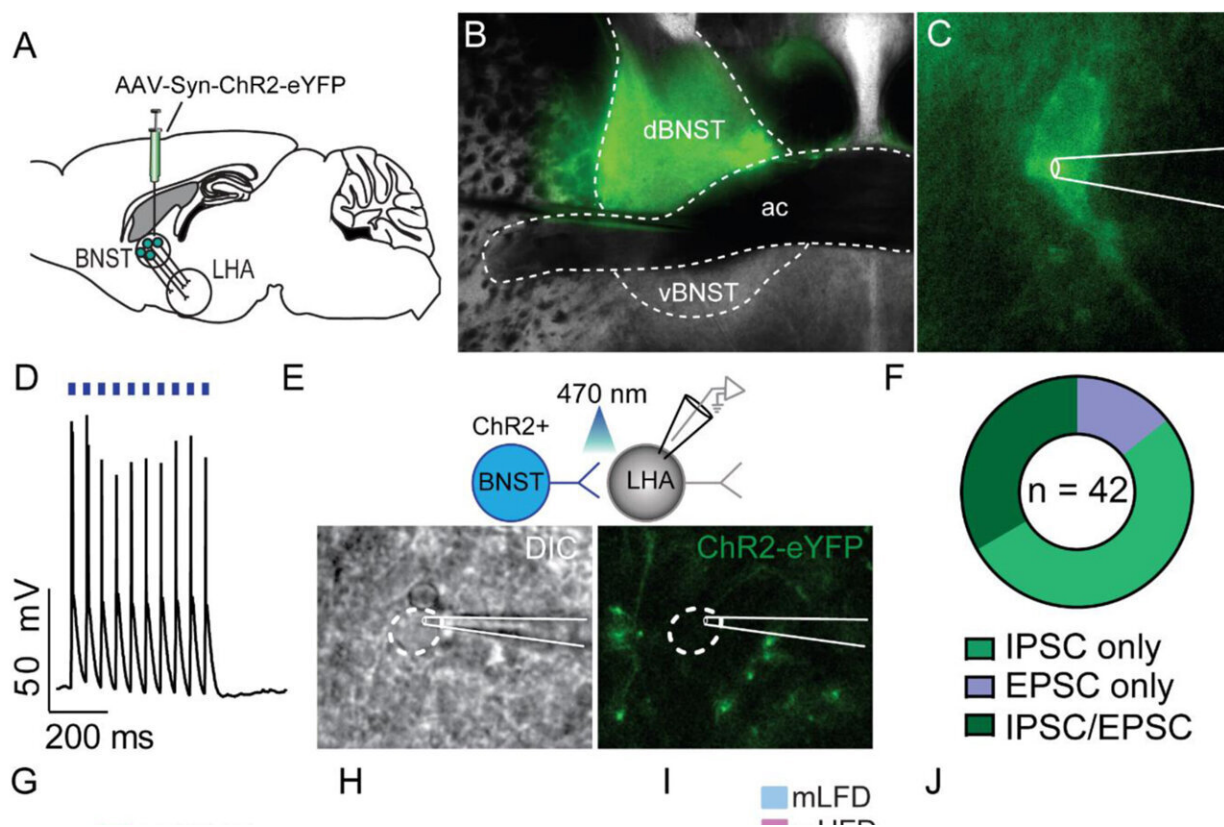 A
AAV-Syn-ChR2-eYFP
BNST
LHA
B
dBNST
ac
vBNST
C
D
50 mV
200 ms
E
470 nm
ChR2+
BNST
LHA
DIC
ChR2-eYFP
F
n = 42
IPSC only
EPSC only
IPSC/EPSC
G
H
I
mLFD
J